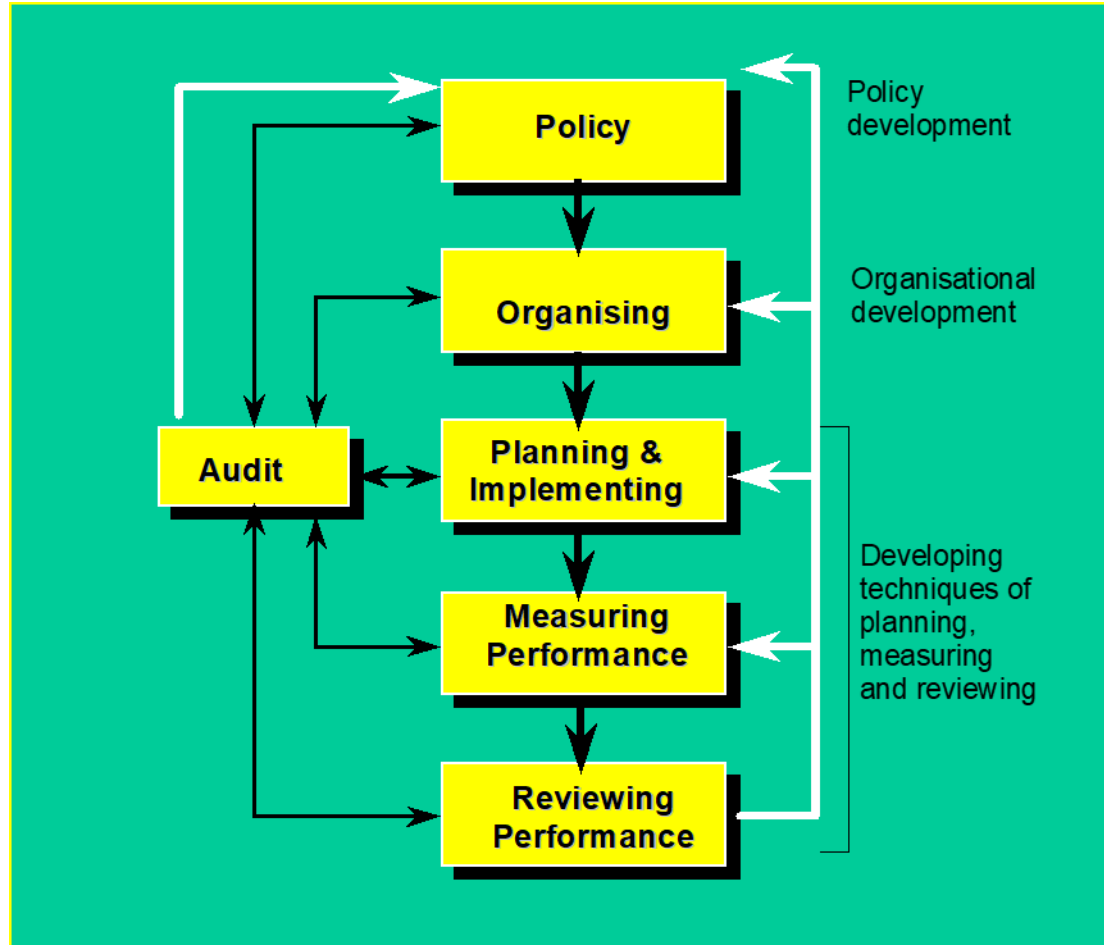 Policy
Policy
development
Organising
Organisational
development
Audit
Planning &
Implementing
Developing
techniques of
planning,
measuring
and reviewing
Measuring
Performance
Reviewing
Performance